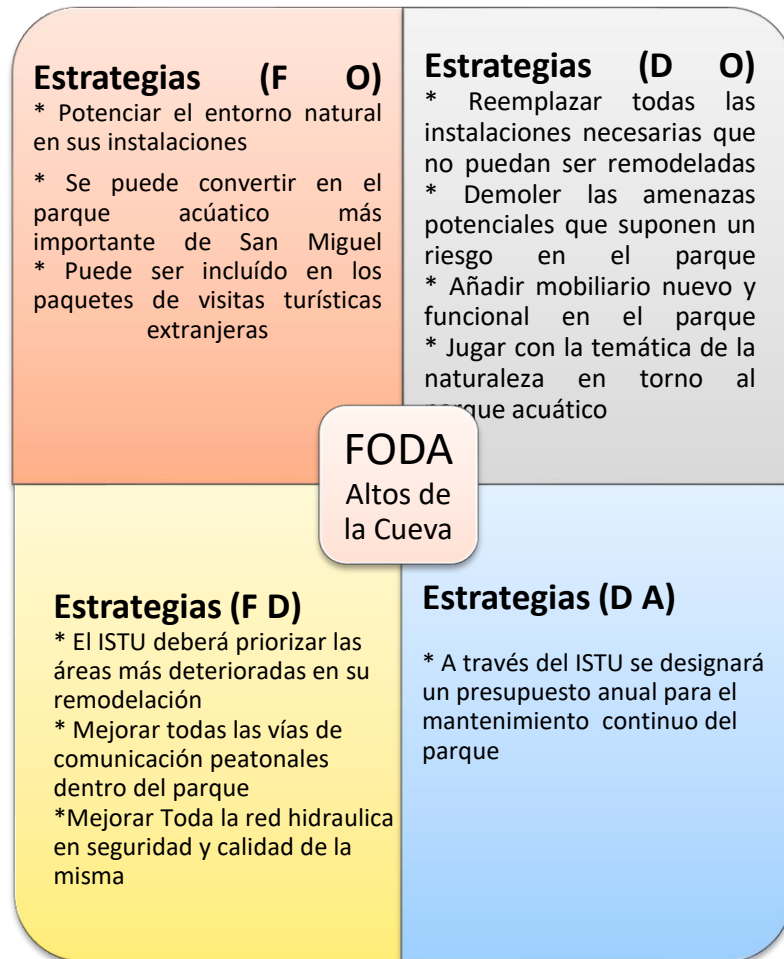 Estrategias (F O)
* Potenciar el entorno natural
en sus instalaciones
* Se puede convertir en el
parque acúatico más
importante de San Miguel
* Puede ser incluído en los
paquetes de visitas turísticas
extranjeras
Estrategias (D O)
* Reemplazar todas las
instalaciones necesarias que
no puedan ser remodeladas
* Demoler las amenazas
potenciales que suponen un
riesgo en el parque
* Añadir mobiliario nuevo y
funcional en el parque
* Jugar con la temática de la
naturaleza en torno al
parque acuático
FODA
Altos de
la Cueva
Estrategias (F D)
* El ISTU deberá priorizar las
áreas más deterioradas en su
remodelación
* Mejorar todas las vías de
comunicación peatonales
dentro del parque
*Mejorar Toda la red hidraulica
en seguridad y calidad de la
misma
Estrategias (D A)
* A través del ISTU se designará
un presupuesto anual para el
mantenimiento continuo del
parque